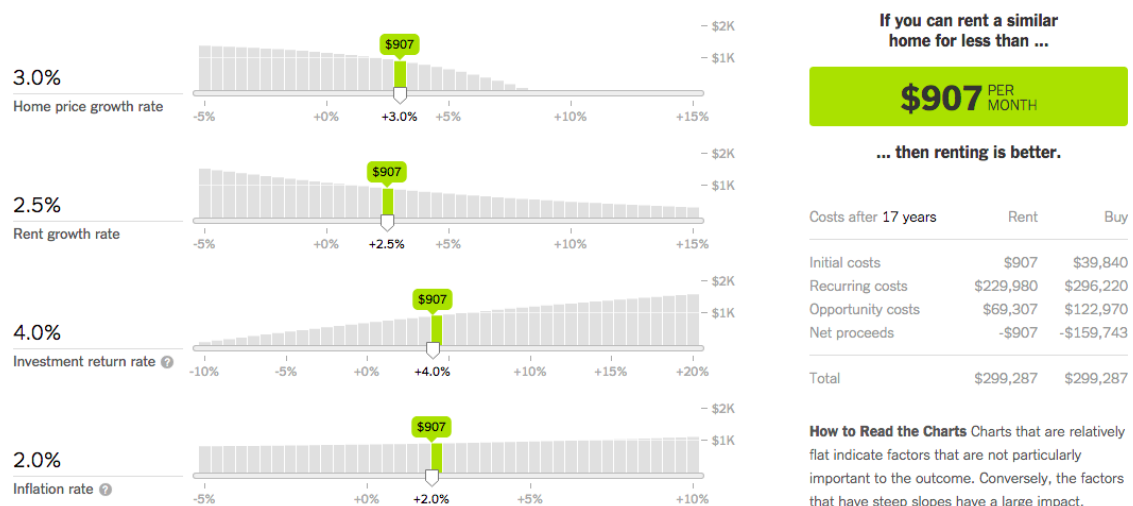 $2K
$907
$1K
3.0%
Home price growth rate
-5% +0% +3.0% +5% +10% +15%
$2K
$907
$1K
2.5%
Rent growth rate
-5% +0% +2.5% +5% +10% +15%
$2K
$907
$1K
4.0%
Investment return rate ?
-10% -5% +0% +4.0% +10% +15% +20%
$2K
$907
$1K
2.0%
Inflation rate ?
-5% +0% +2.0% +5% +10%
If you can rent a similar
home for less than ...
$907 PER
MONTH
... then renting is better.
Costs after 17 years Rent Buy
Initial costs $907 $39,840
Recurring costs $229,980 $296,220
Opportunity costs $69,307 $122,970
Net proceeds -$907 -$159,743
Total $299,287 $299,287
How to Read the Charts Charts that are relatively
flat indicate factors that are not particularly
important to the outcome. Conversely, the factors
that have steep slopes have a large impact.